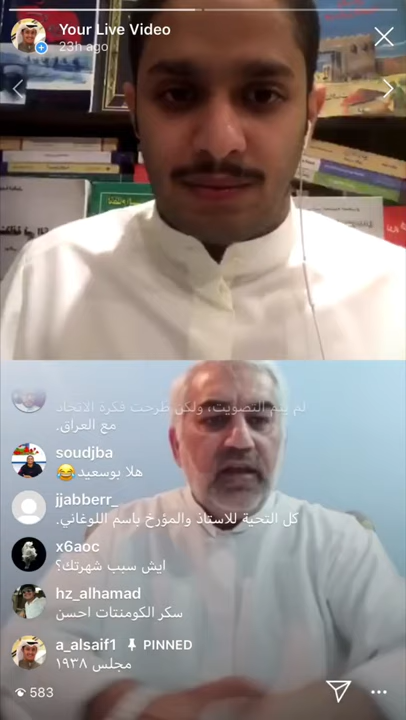 Your Live Video
23h ago
لم يتم التصويت، ولكن طرحت فكرة الاتحاد
مع العراق.
soudjba
هلا بوسعيد😂
jjabberr_
كل التحية للاستاذ والمؤرخ باسم اللوغاني.
x6aoc
ايش سبب شهرتك؟
hz_alhamad
سكر الكومنتات احسن
a_alsaif1 PINNED
مجلس ١٩٣٨
583